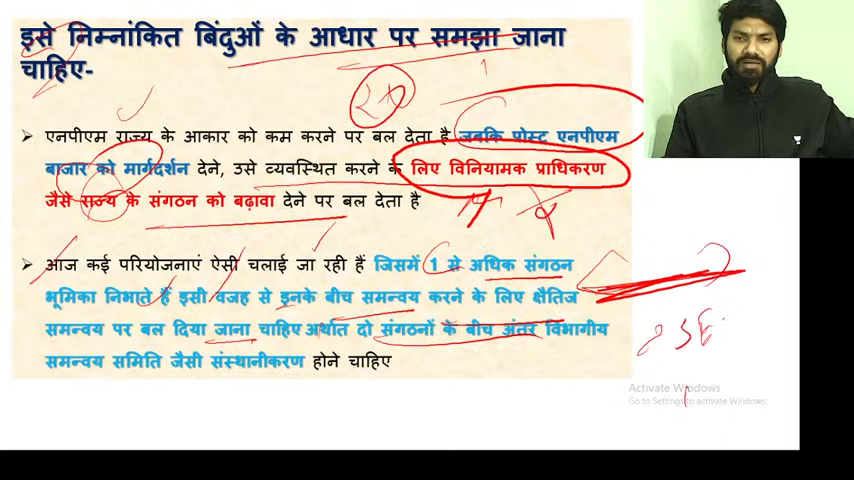 इसे निम्नांकित बिंदुओं के आधार पर समझा जाना
चाहिए-
एनपीएम राज्य के आकार को कम करने पर बल देता है जबकि पोस्ट एनपीएम
बाजार को मार्गदर्शन देने, उसे व्यवस्थित करने के लिए विनियामक प्राधिकरण
जैसे राज्य के संगठन को बढ़ावा देने पर बल देता है
आज कई परियोजनाएं ऐसी चलाई जा रही हैं जिसमें 1 से अधिक संगठन
भूमिका निभाते हैं इसी वजह से इनके बीच समन्वय करने के लिए क्षैतिज
समन्वय पर बल दिया जाना चाहिए अर्थात दो संगठनों के बीच अंतर विभागीय
समन्वय समिति जैसी संस्थानीकरण होने चाहिए
Activate Windows
Go to Settings to activate Windows.